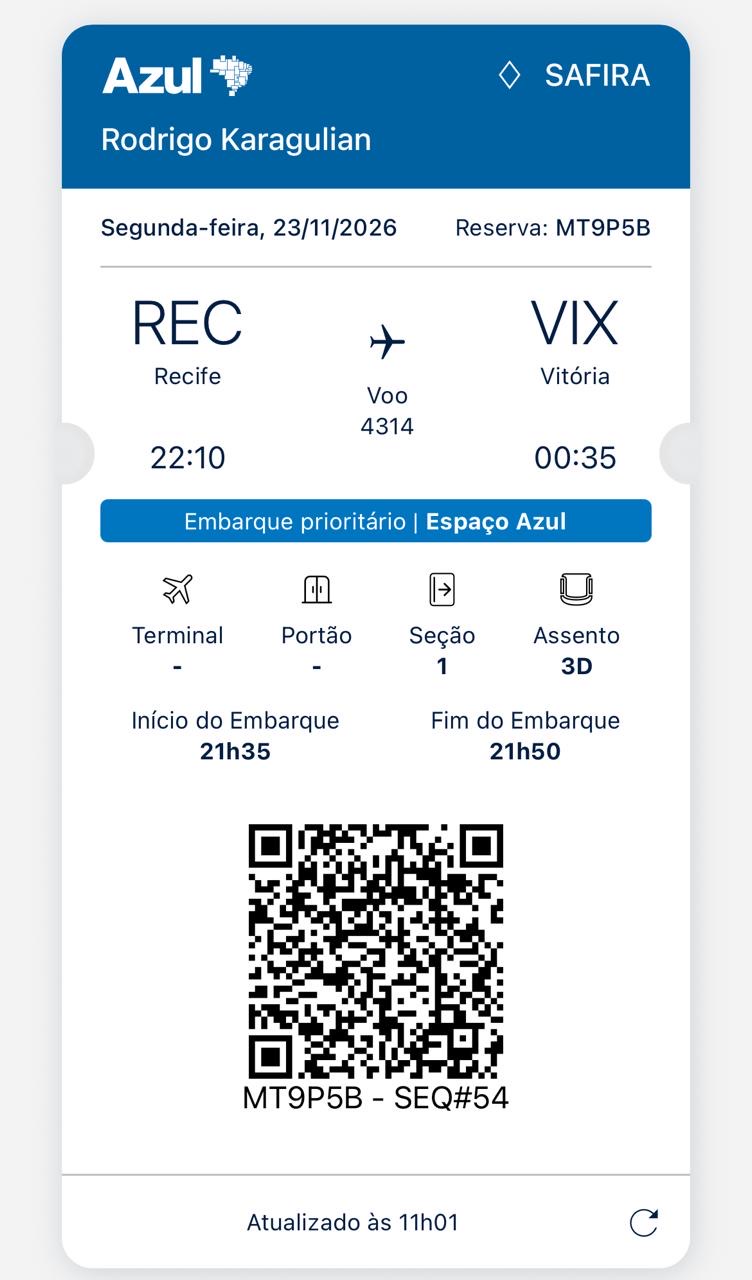 Azul
SAFIRA
Rodrigo Karagulian
Segunda-feira, 23/11/2026 Reserva: MT9P5B
REC VIX
Recife Vitória
Voo
4314
22:10 00:35
Embarque prioritário | Espaço Azul
Terminal Portão Seção Assento
- - 1 3D
Início do Embarque Fim do Embarque
21h35 21h50
MT9P5B - SEQ#54
Atualizado às 11h01